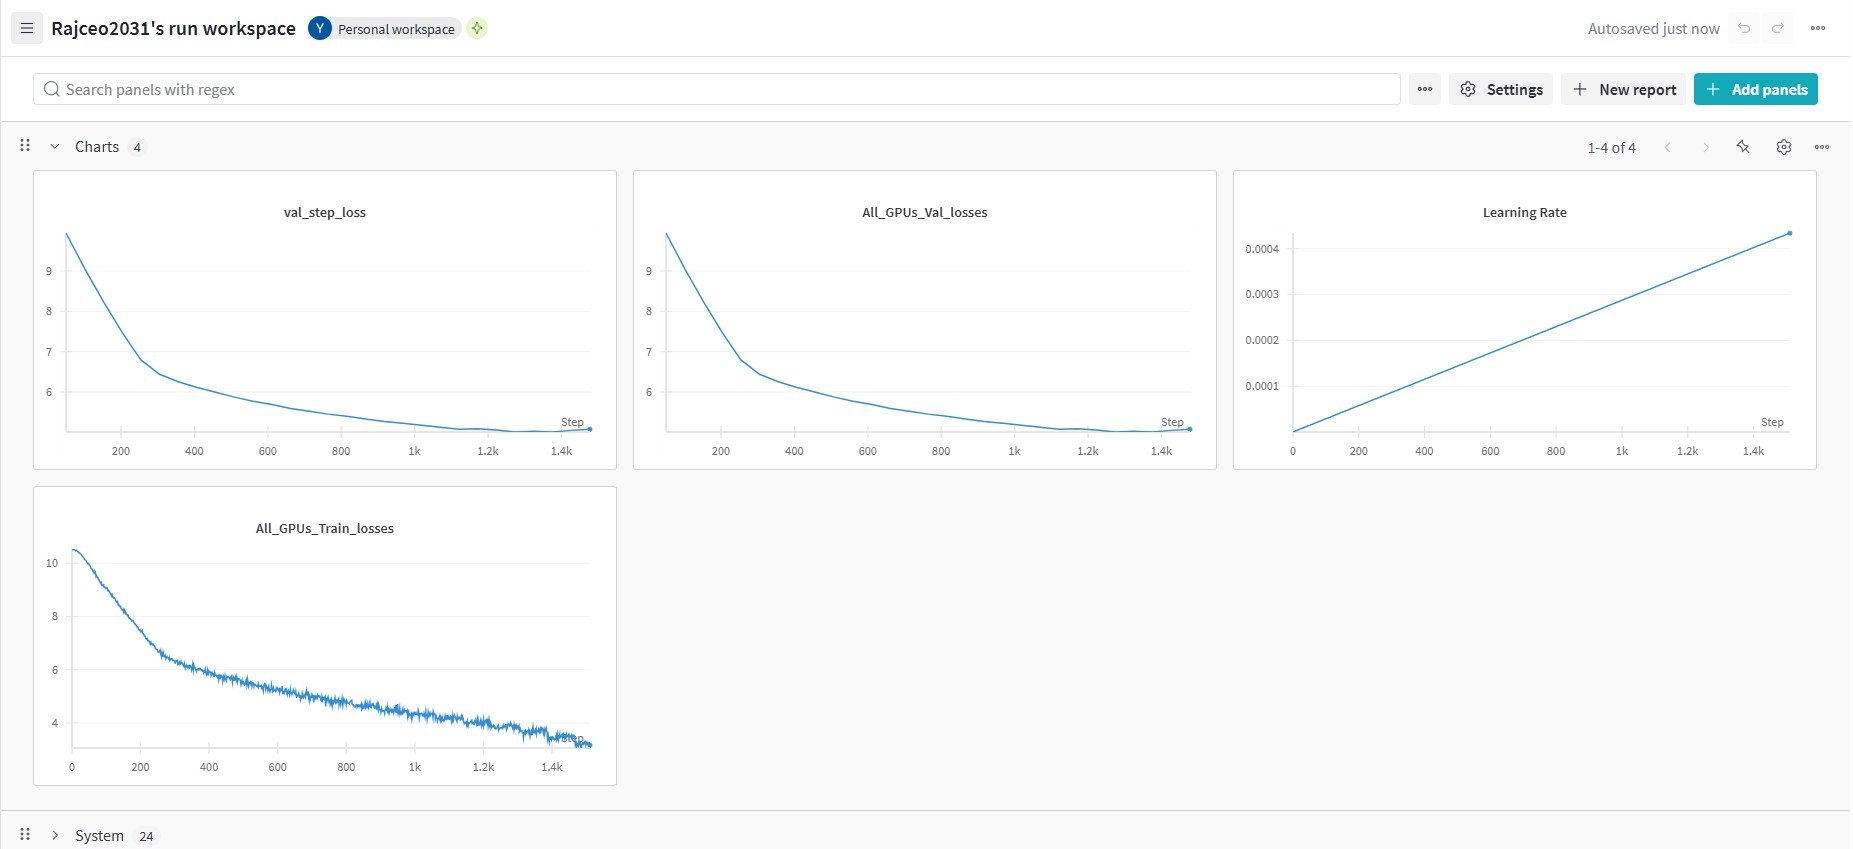 Rajceo2031's run workspace Y Personal workspace Autosaved just now
Search panels with regex Settings New report Add panels
Charts 4 1-4 of 4
val_step_loss
9
8
7
6
Step
200 400 600 800 1k 1.2k 1.4k
All_GPUs_Val_losses
9
8
7
6
Step
200 400 600 800 1k 1.2k 1.4k
Learning Rate
0.0004
0.0003
0.0002
0.0001
Step
0 200 400 600 800 1k 1.2k 1.4k
All_GPUs_Train_losses
10
8
6
4
Step
0 200 400 600 800 1k 1.2k 1.4k
System 24